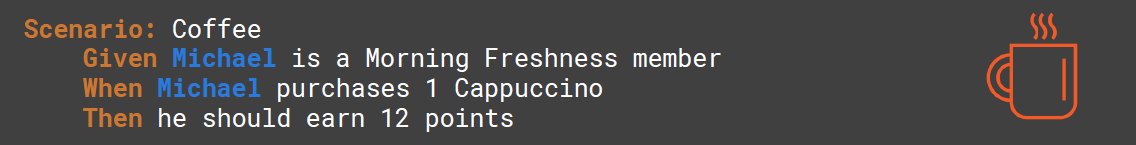 Scenario: Coffee
Given Michael is a Morning Freshness member
When Michael purchases 1 Cappuccino
Then he should earn 12 points